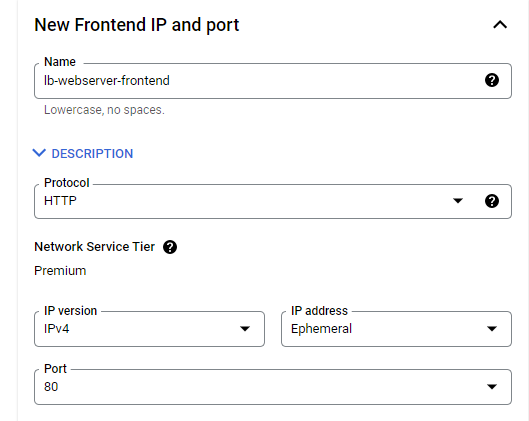 New Frontend IP and port
Name
lb-webserver-frontend
Lowercase, no spaces.
DESCRIPTION
Protocol
HTTP
Network Service Tier
Premium
IP version
IPv4
IP address
Ephemeral
Port
80